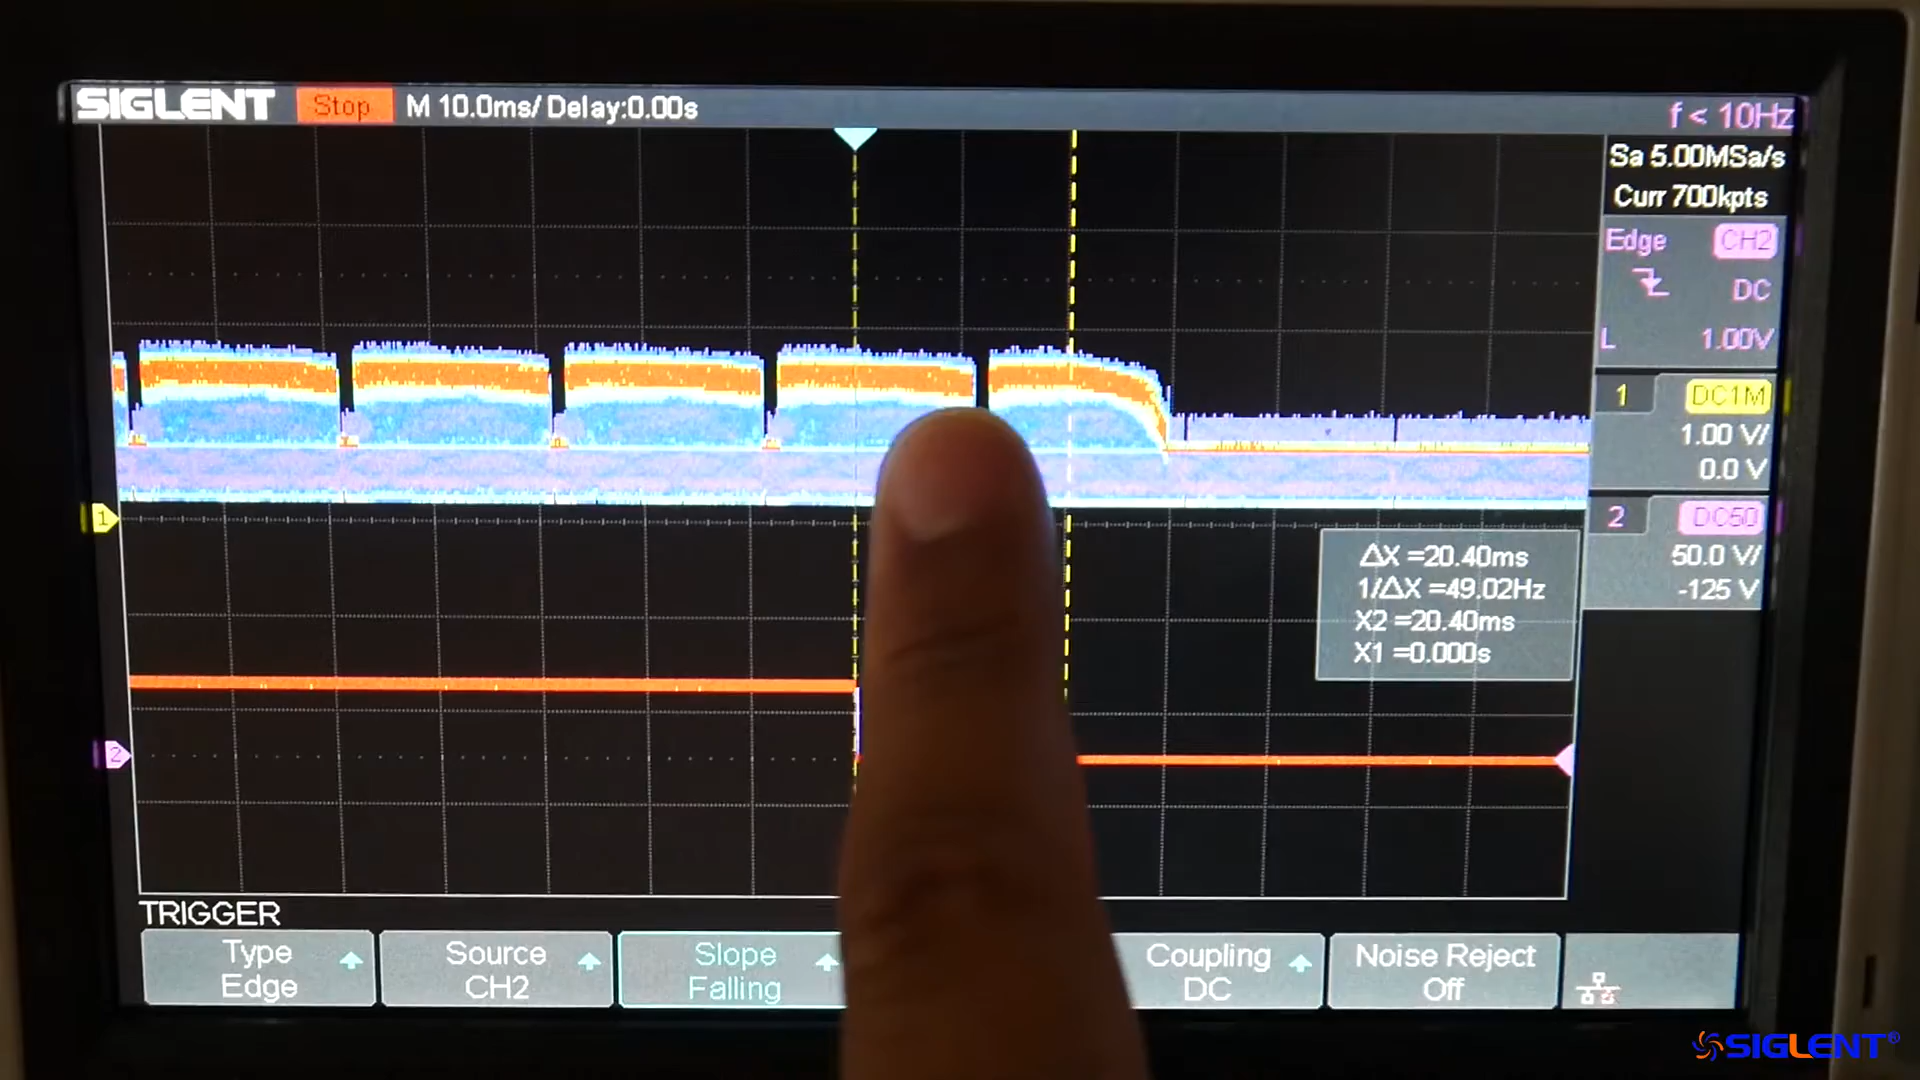 SIGLENT Stop M 10.0ms/ Delay:0.00s f < 10Hz
Sa 5.00MSa/s
Curr 700kpts
Edge CH2
DC
L 1.00V
1 DC1M
1.00 V/
0.0 V
2 DC50
50.0 V/
-125 V
1
ΔX =20.40ms
1/ΔX =49.02Hz
X2 =20.40ms
X1 =0.000s
2
TRIGGER
Type
Edge
Source
CH2
Slope
Falling
Coupling
DC
Noise Reject
Off
SIGLENT®